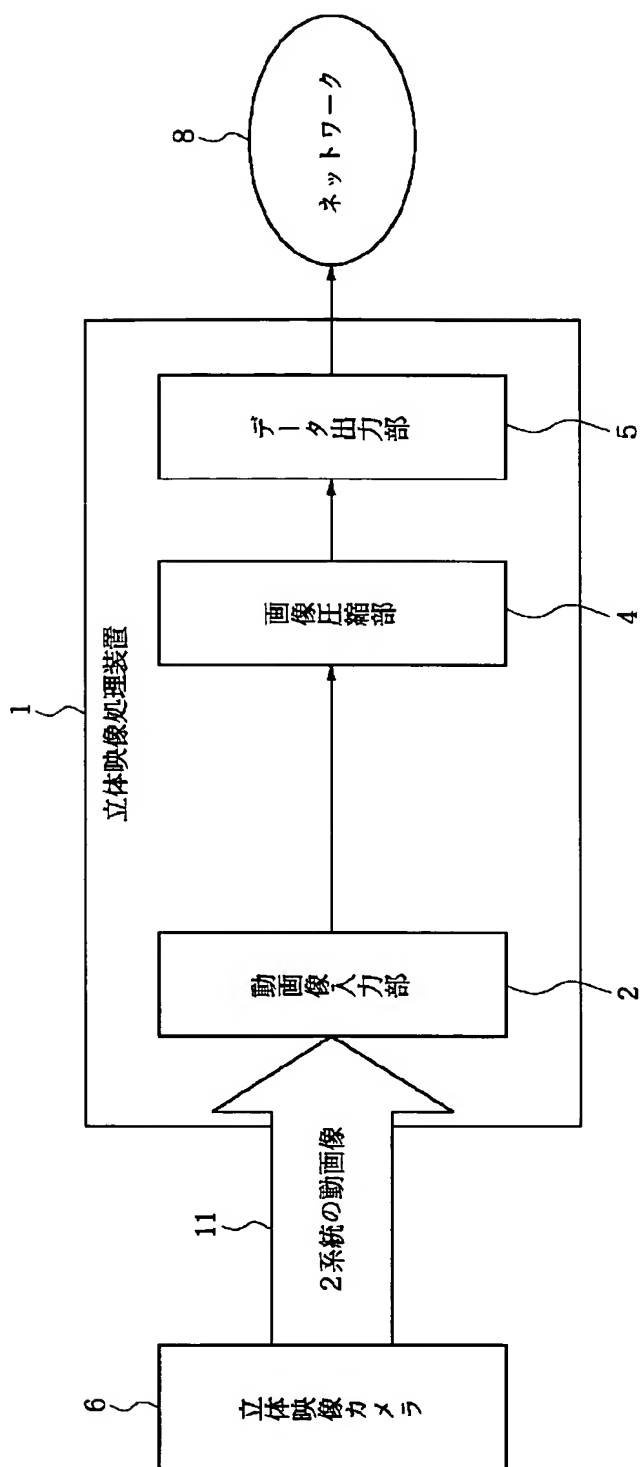 1
立体映像処理装置
6
立体映像カメラ
11
2系統の動画像
動画像入力部
2
画像圧縮部
4
データ出力部
5
8
ネットワーク